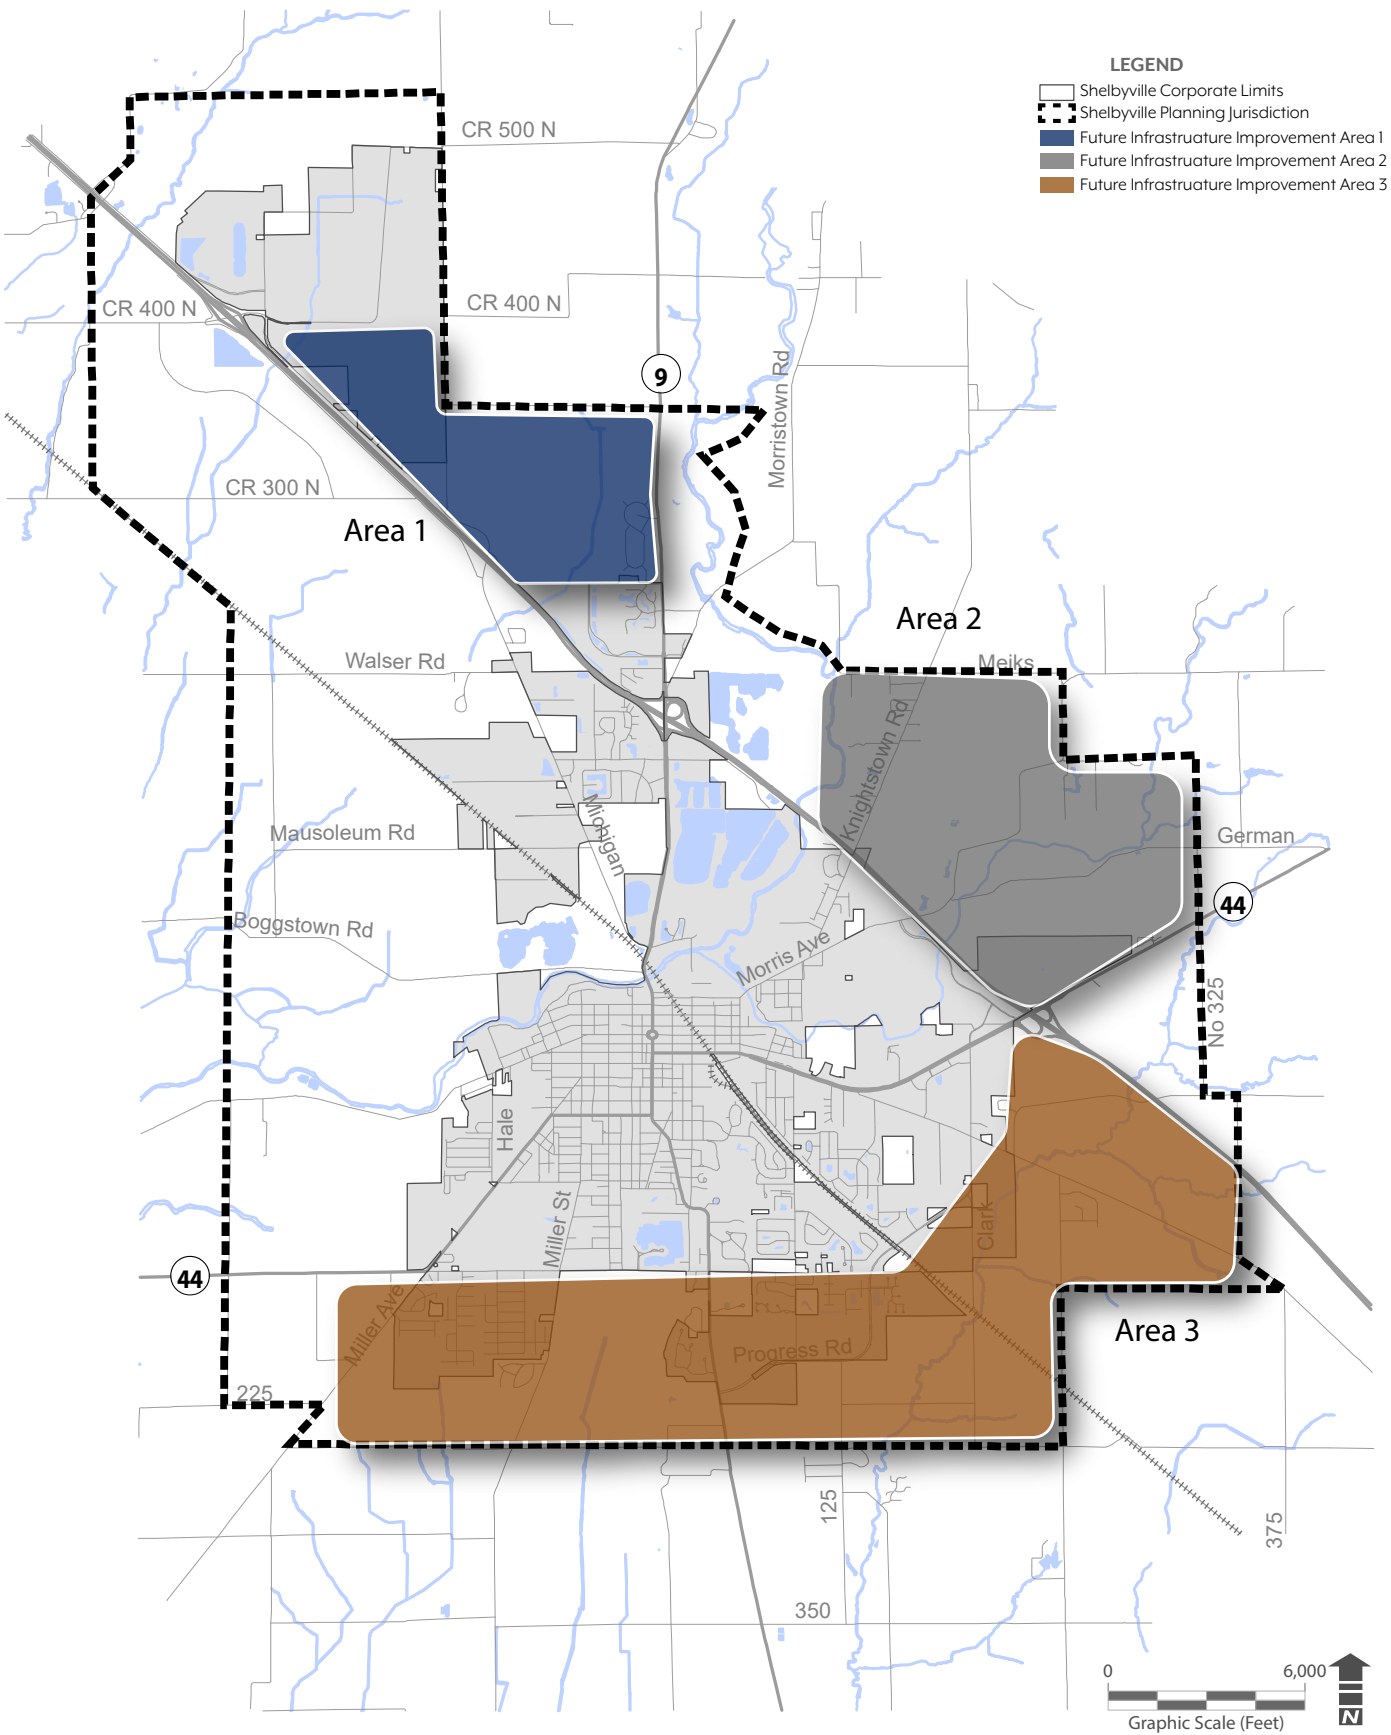 LEGEND
Shelbyville Corporate Limits
Shelbyville Planning Jurisdiction
Future Infrastruature Improvement Area 1
Future Infrastruature Improvement Area 2
Future Infrastruature Improvement Area 3
CR 500 N
CR 400 N
CR 400 N
9
Morristown Rd
CR 300 N
Area 1
Area 2
Walser Rd
Meiks
Knightstown Rd
Michigan
Mausoleum Rd
German
44
Boggstown Rd
Morris Ave
No 325
Hale
Miller St
Clark
44
Miller Ave
Area 3
Progress Rd
225
125
375
350
0 6,000
Graphic Scale (Feet)
N